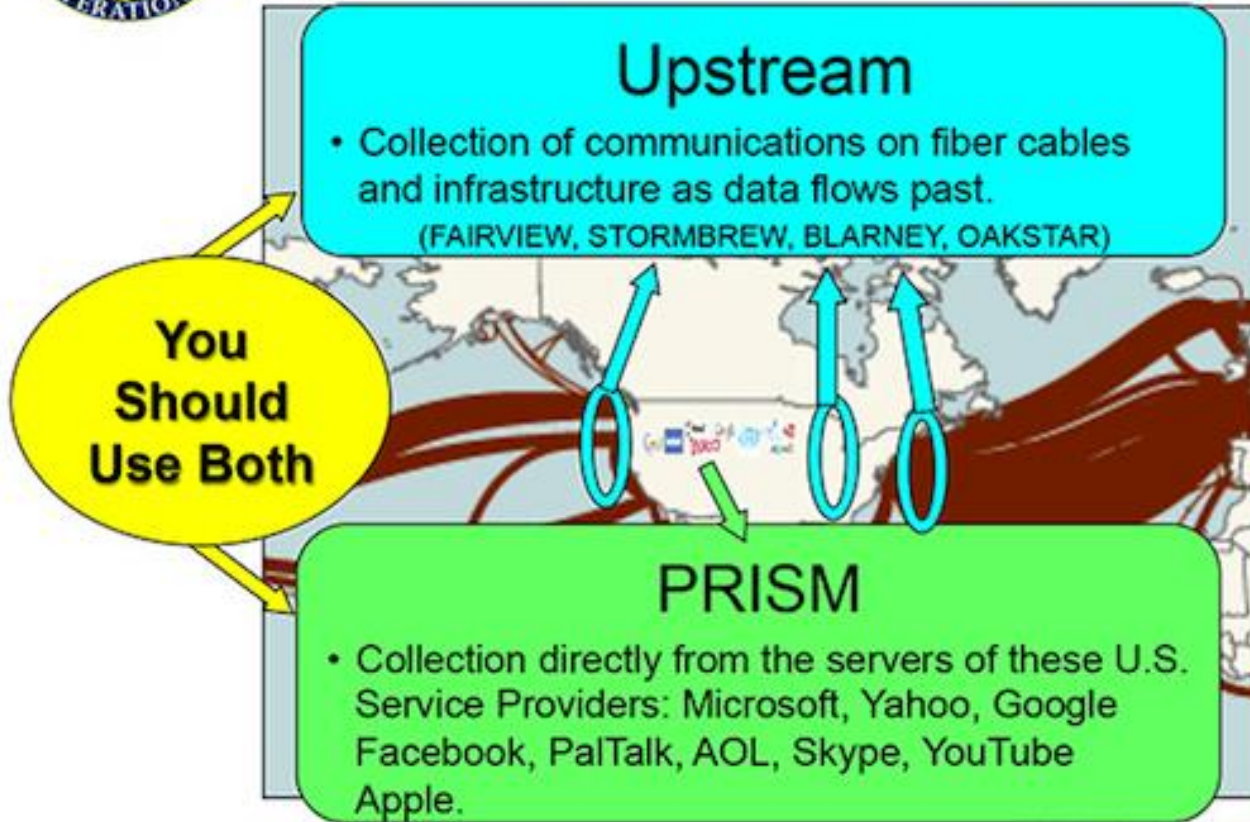 ERATION
Upstream
• Collection of communications on fiber cables
and infrastructure as data flows past.
(FAIRVIEW, STORMBREW, BLARNEY, OAKSTAR)
You
Should
Use Both
PRISM
• Collection directly from the servers of these U.S.
Service Providers: Microsoft, Yahoo, Google
Facebook, PalTalk, AOL, Skype, YouTube
Apple.